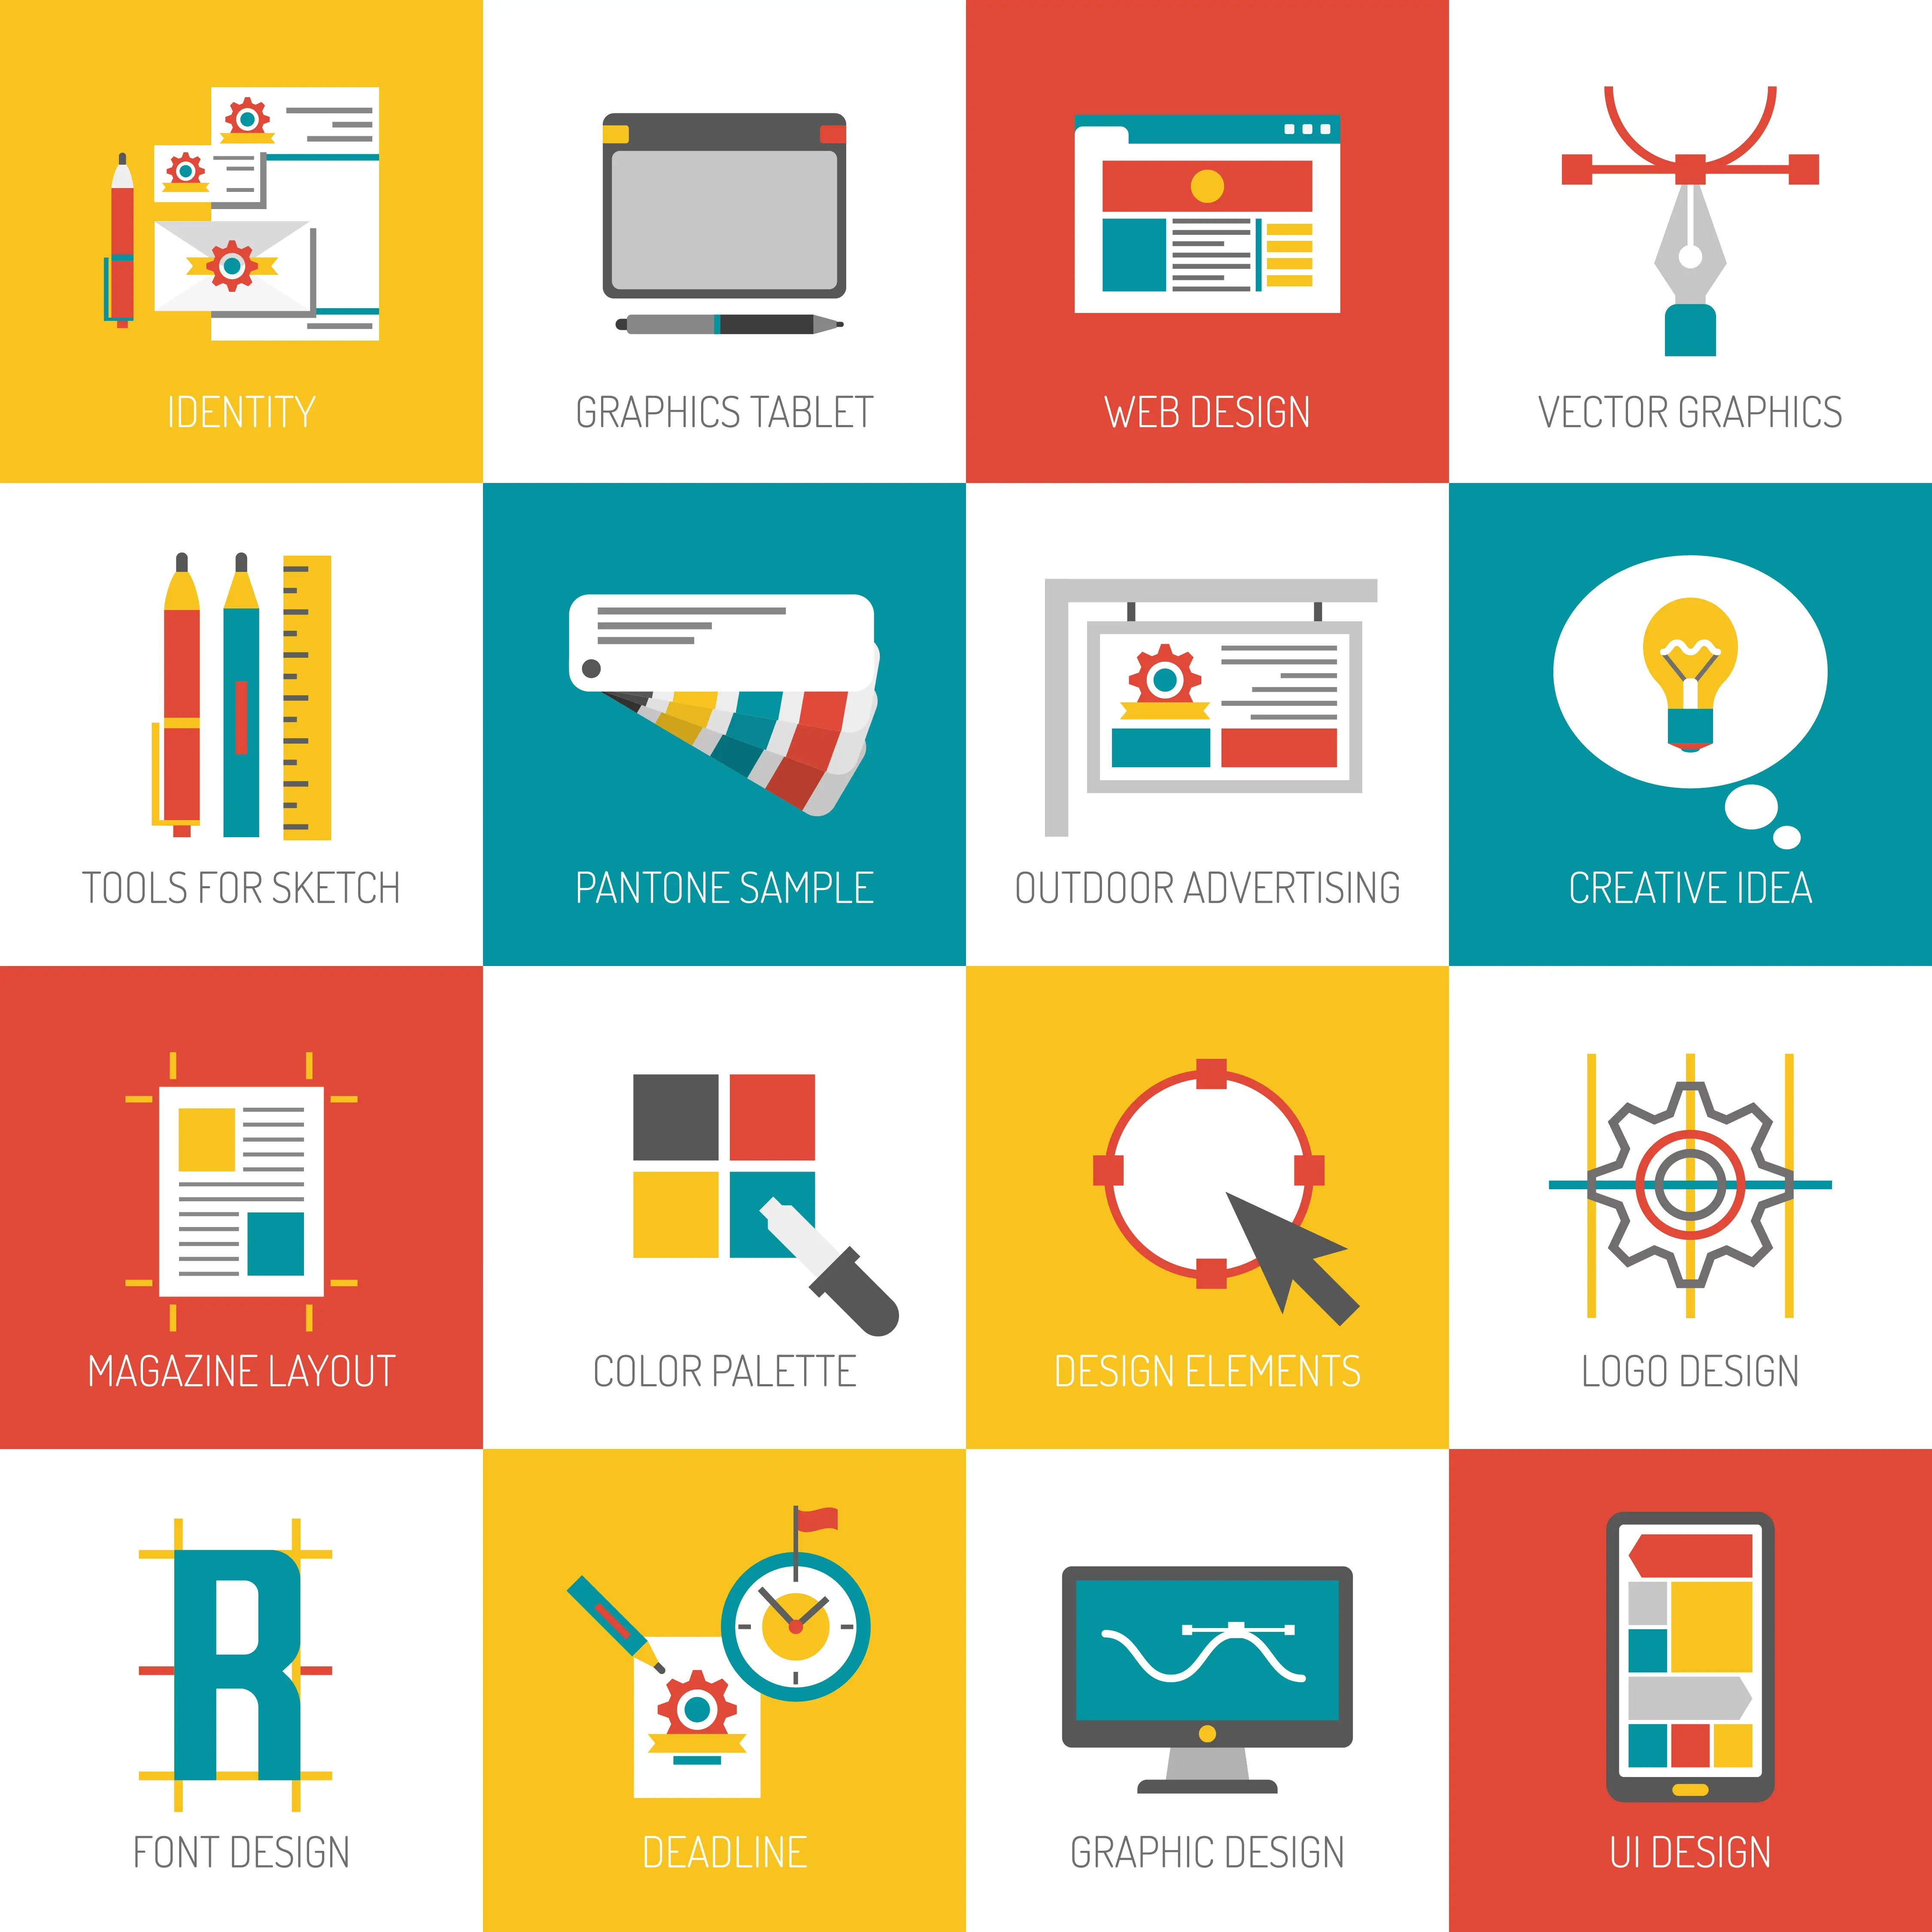 IDENTITY
GRAPHICS TABLET
WEB DESIGN
VECTOR GRAPHICS
TOOLS FOR SKETCH
PANTONE SAMPLE
OUTDOOR ADVERTISING
CREATIVE IDEA
MAGAZINE LAYOUT
COLOR PALETTE
DESIGN ELEMENTS
LOGO DESIGN
R
FONT DESIGN
DEADLINE
GRAPHIC DESIGN
UI DESIGN